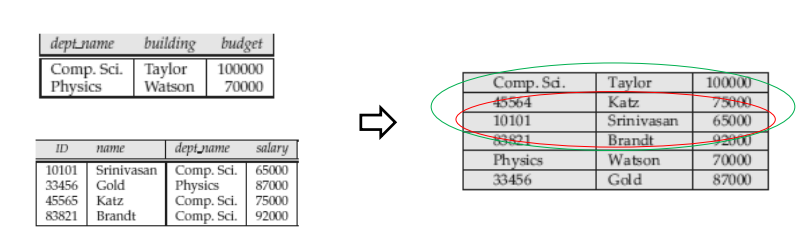 dept_name building budget
Comp. Sci. Taylor 100000
Physics Watson 70000
ID name dept_name salary
10101 Srinivasan Comp. Sci. 65000
33456 Gold Physics 87000
45565 Katz Comp. Sci. 75000
83821 Brandt Comp. Sci. 92000
Comp. Sci. Taylor 100000
45564 Katz 75000
10101 Srinivasan 65000
83821 Brandt 92000
Physics Watson 70000
33456 Gold 87000